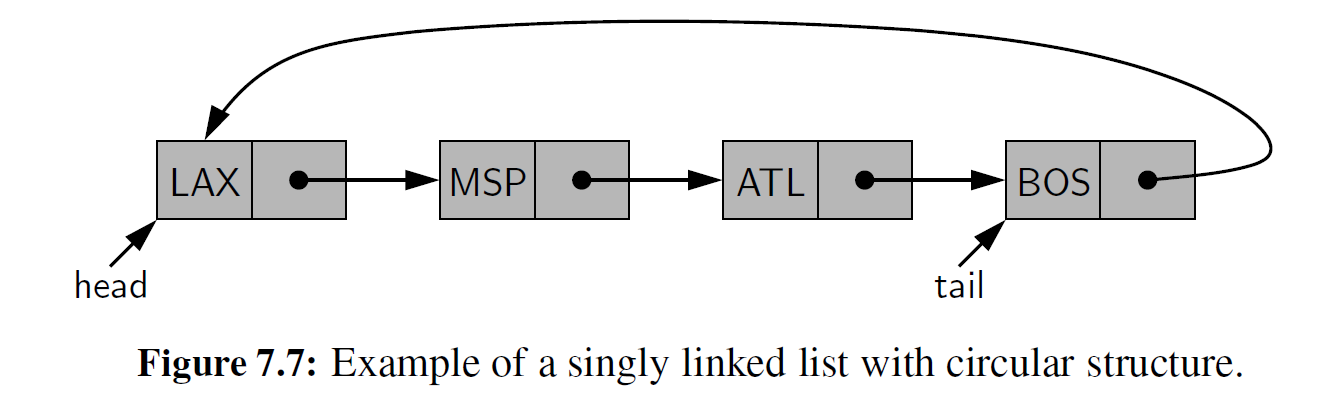 LAX MSP ATL BOS
head tail
Figure 7.7: Example of a singly linked list with circular structure.